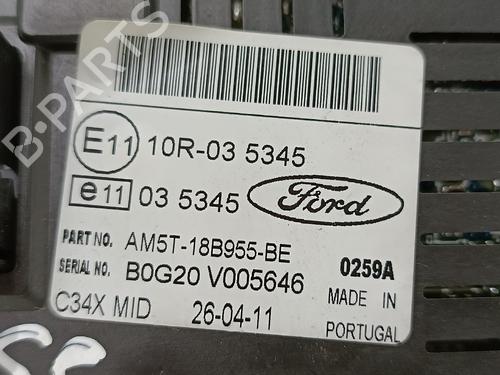 B-PARTS
E11 10R-03 5345
e11 03 5345 Ford
PART NO. AM5T-18B955-BE
SERIAL NO. B0G20 V005646 0259A
C34X MID 26-04-11 MADE IN
PORTUGAL